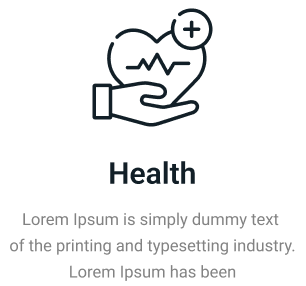 Health
Lorem Ipsum is simply dummy text
of the printing and typesetting industry.
Lorem Ipsum has been